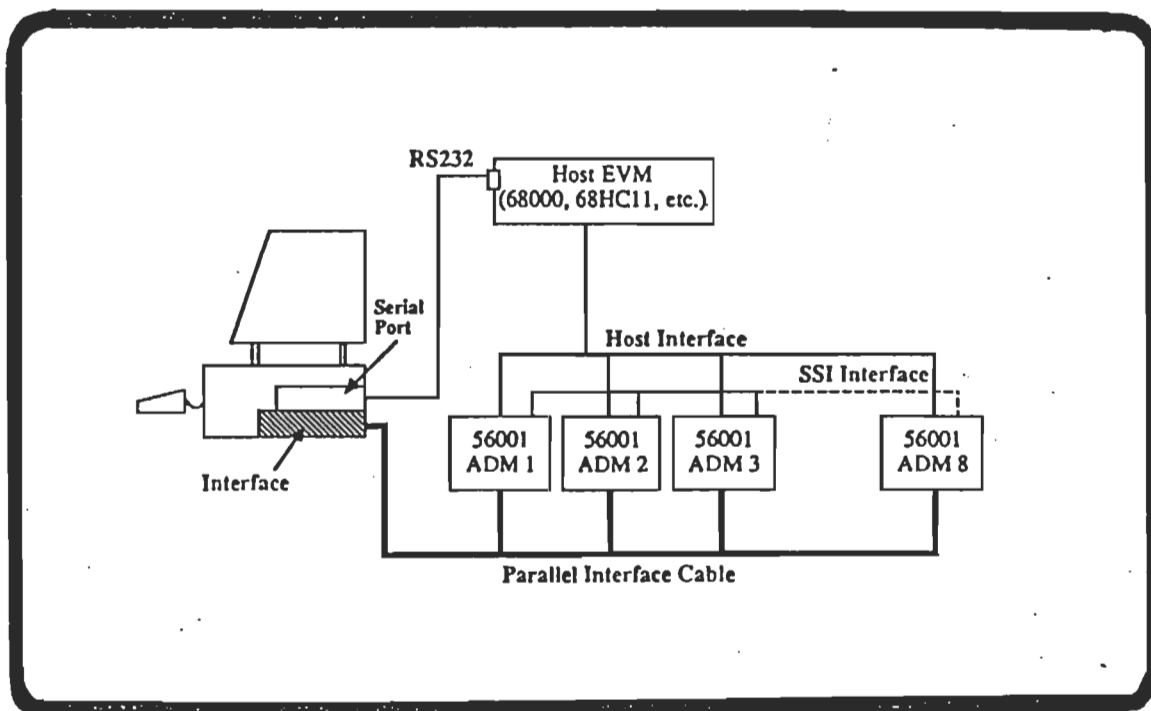 RS232
Host EVM
(68000, 68HC11, etc.)
Serial
Port
Host Interface
SSI Interface
56001
ADM 1
56001
ADM 2
56001
ADM 3
56001
ADM 8
Interface
Parallel Interface Cable